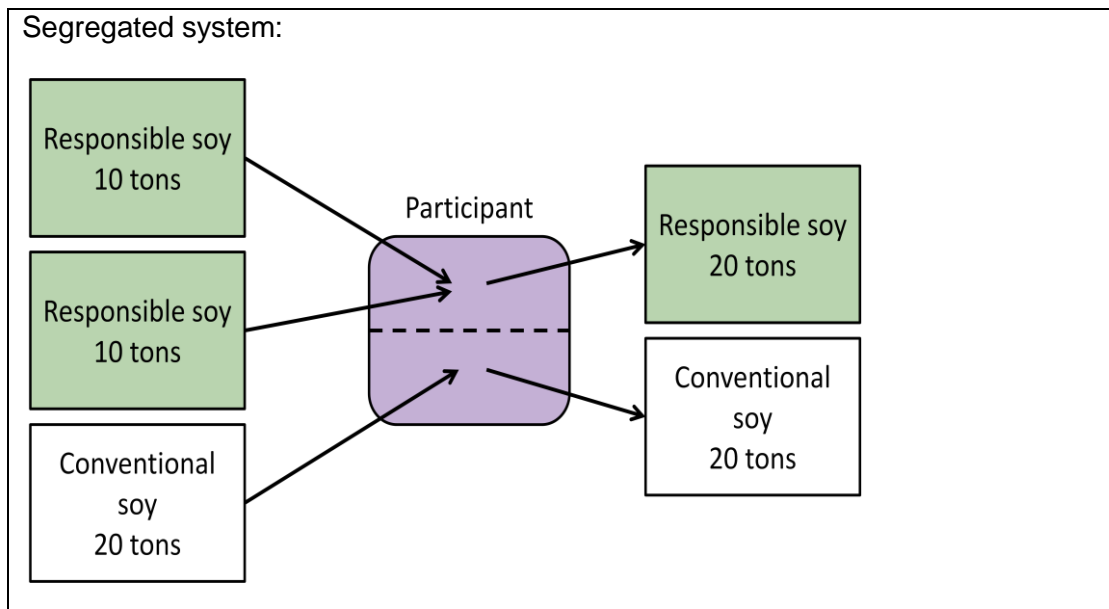 Segregated system:
Responsible soy
10 tons
Responsible soy
10 tons
Conventional
soy
20 tons
Participant
Responsible soy
20 tons
Conventional
soy
20 tons